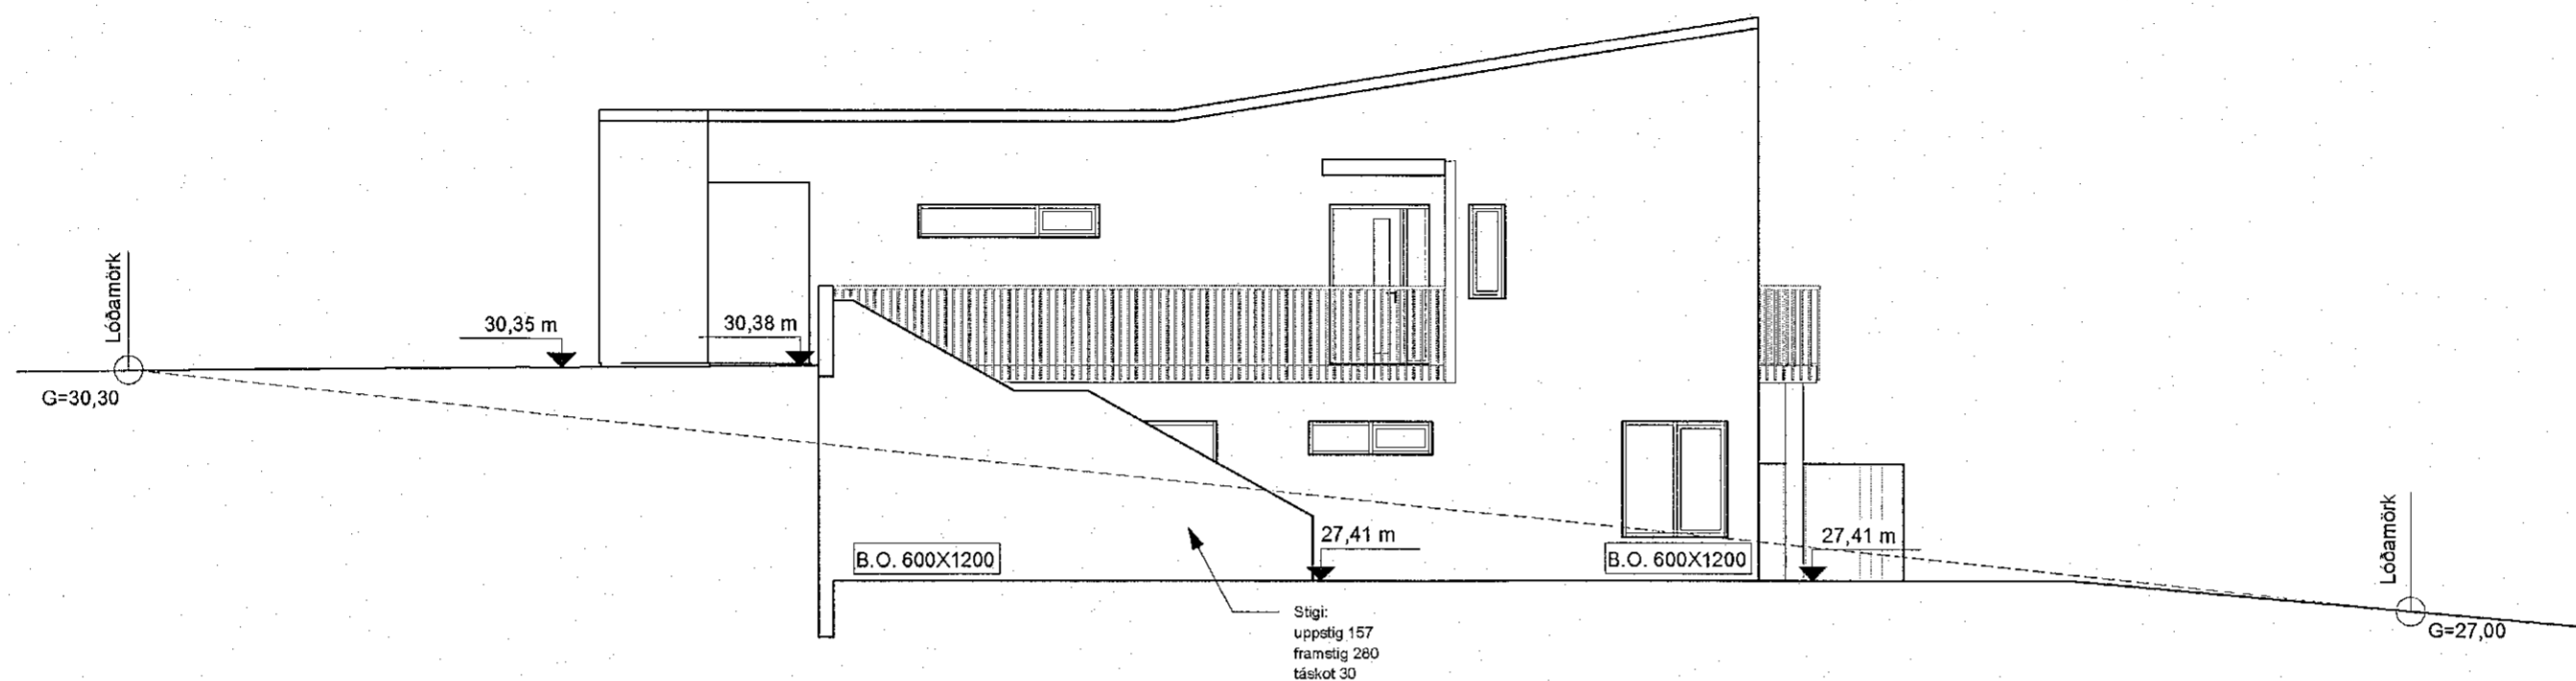 Lóðamörk
G=30,30
30,35 m
30,38 m
B.O. 600X1200
27,41 m
B.O. 600X1200
27,41 m
Lóðamörk
G=27,00
Stigi:
uppstig 157
framstig 280
táskot 30